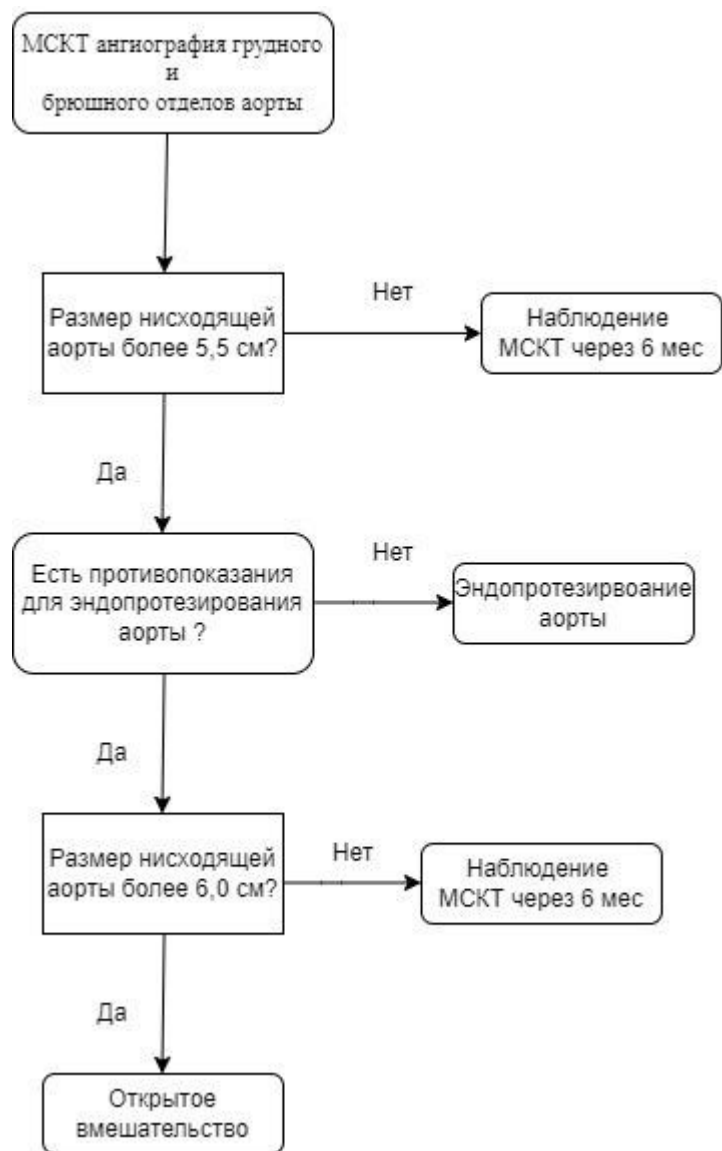 МСКТ ангиография грудного
и
брюшного отделов аорты
Размер нисходящей
аорты более 5,5 см?
Нет
Наблюдение
МСКТ через 6 мес
Да
Есть противопоказания
для эндопротезирования
аорты ?
Нет
Эндопротезирвоание
аорты
Да
Размер нисходящей
аорты более 6,0 см?
Нет
Наблюдение
МСКТ через 6 мес
Да
Открытое
вмешательство